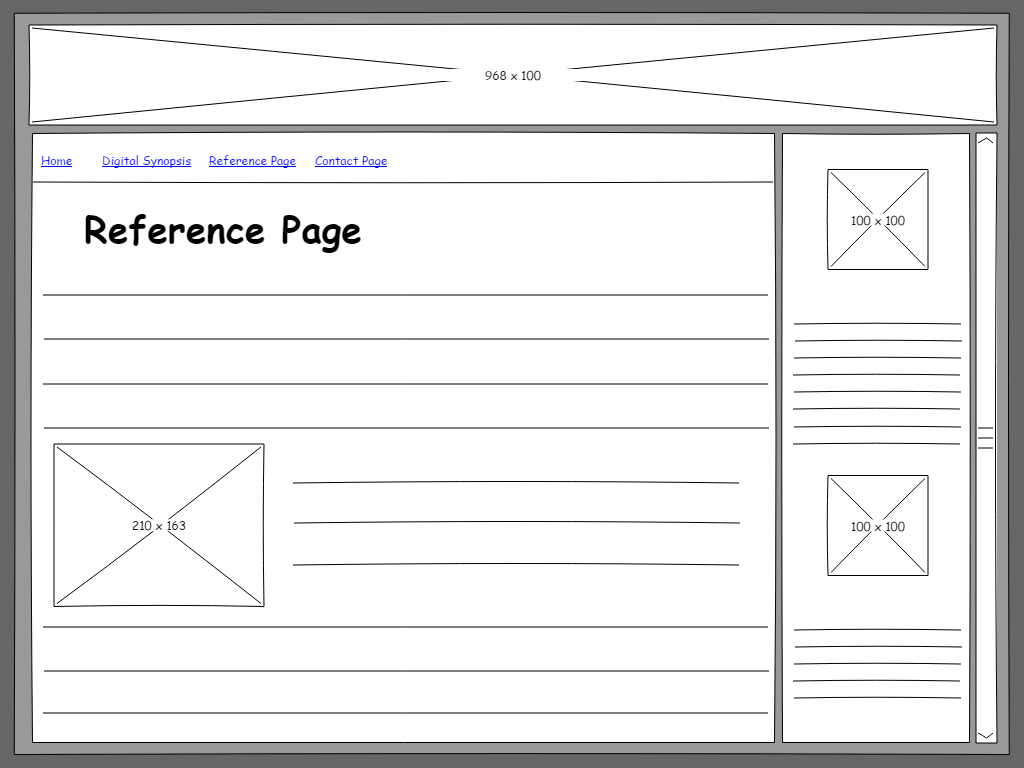 968 x 100
Home Digital Synopsis Reference Page Contact Page
Reference Page
210 x 163
100 x 100
100 x 100